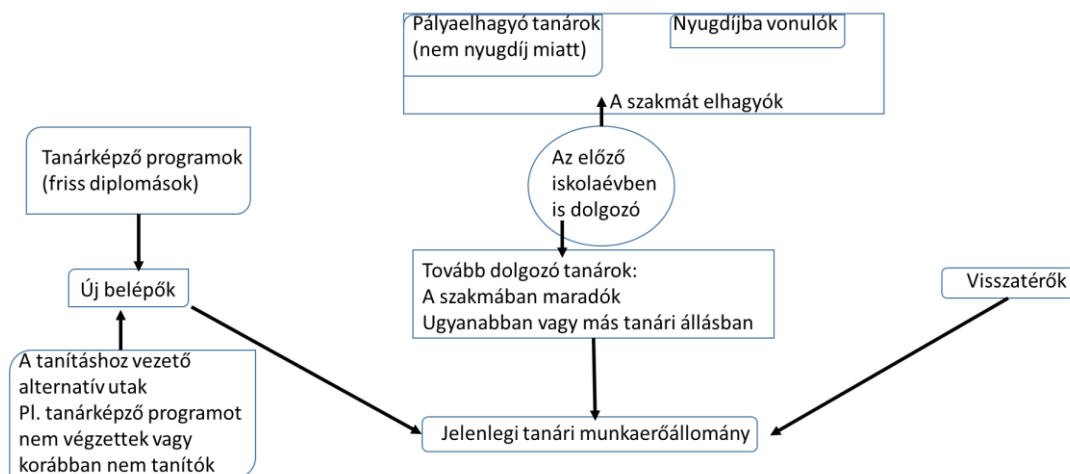 Pályaelhagyó tanárok
(nem nyugdíj miatt)
Nyugdíjba vonulók
A szakmát elhagyók
Tanárképző programok
(friss diplomások)
Az előző
iskolaévben
is dolgozó
Új belépők
Tovább dolgozó tanárok:
A szakmában maradók
Ugyanabban vagy más tanári állásban
Visszatérők
A tanításhoz vezető
alternatív utak
Pl. tanárképző programot
nem végzettek vagy
korábban nem tanítók
Jelenlegi tanári munkaerőállomány